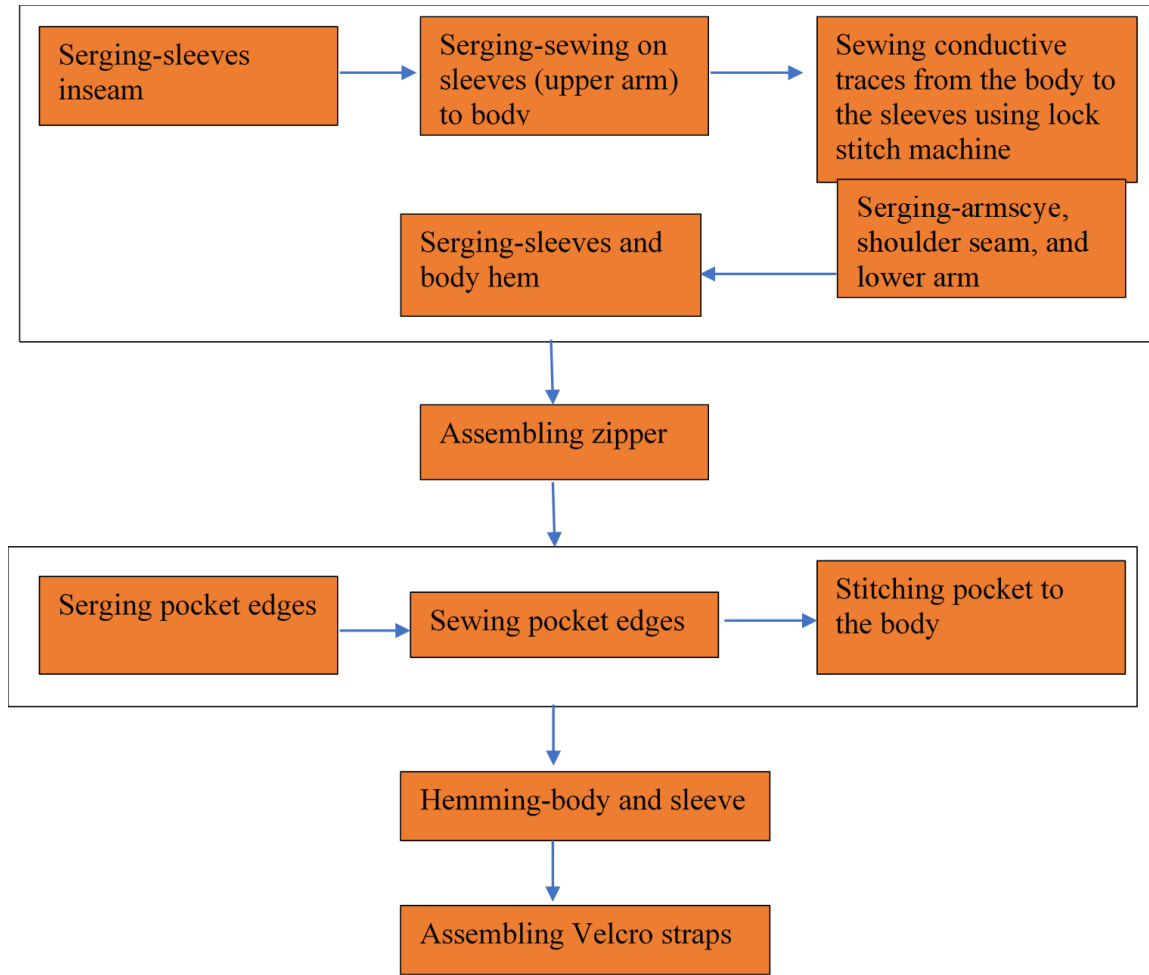 Serging-sleeves
inseam
Serging-sewing on
sleeves (upper arm)
to body
Sewing conductive
traces from the body to
the sleeves using lock
stitch machine
Serging-armscye,
shoulder seam, and
lower arm
Serging-sleeves and
body hem
Assembling zipper
Serging pocket edges
Sewing pocket edges
Stitching pocket to
the body
Hemming-body and sleeve
Assembling Velcro straps